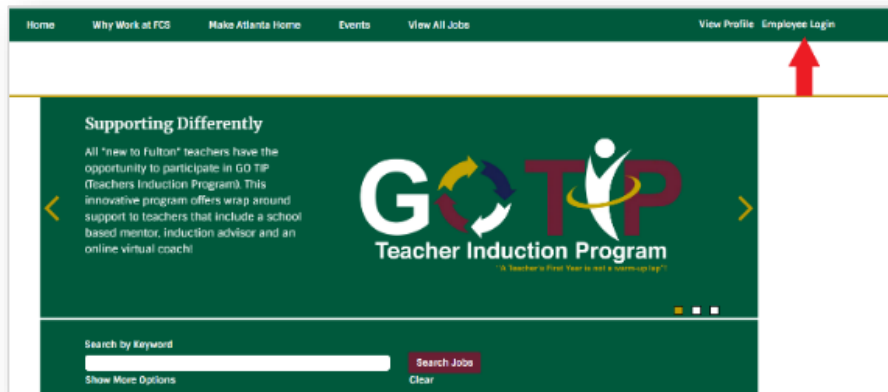 Home Why Work at FCS Make Atlanta Home Events View All Jobs View Profile Employee Login
Supporting Differently
All "new to Fulton" teachers have the
opportunity to participate in GO TIP
(Teachers Induction Program). This
innovative program offers wrap around
support to teachers that include a school
based mentor, induction advisor and an
online virtual coach!
GO TIP
Teacher Induction Program
"A Teacher's First Year is not a warm-up lap"!
Search by Keyword
Search Jobs
Show More Options
Clear